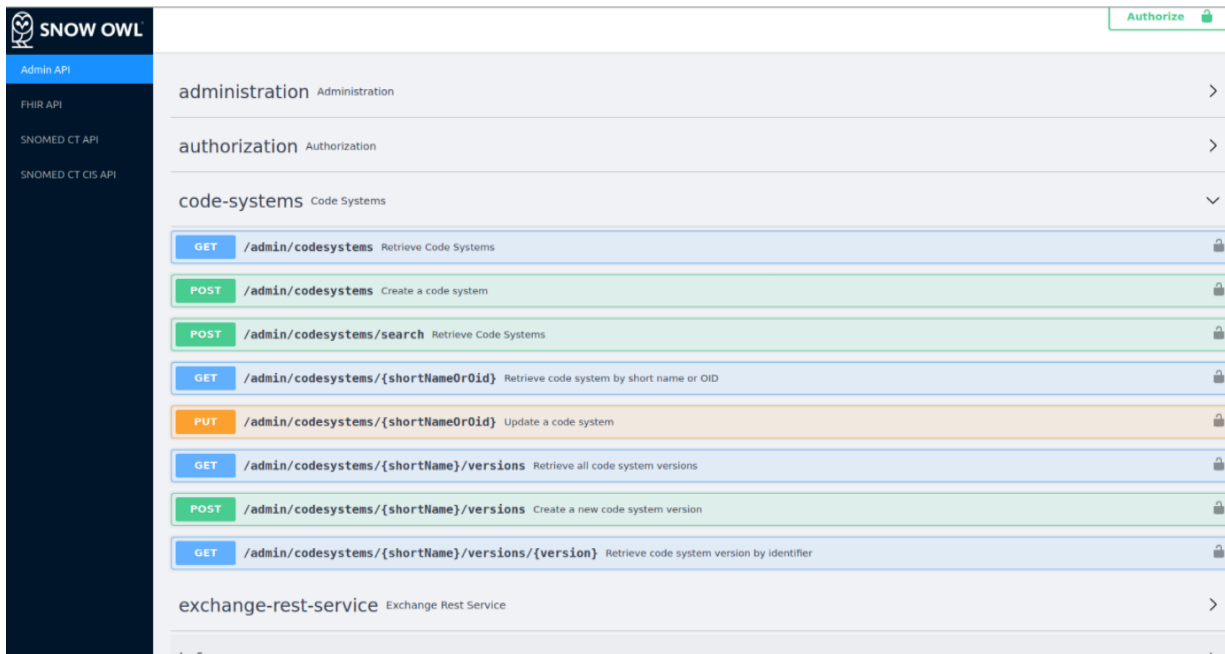 SNOW OWL
Authorize
Admin API
FHIR API
SNOMED CT API
SNOMED CT CIS API
administration Administration
authorization Authorization
code-systems Code Systems
GET /admin/codesystems Retrieve Code Systems
POST /admin/codesystems Create a code system
POST /admin/codesystems/search Retrieve Code Systems
GET /admin/codesystems/{shortNameOrOid} Retrieve code system by short name or OID
PUT /admin/codesystems/{shortNameOrOid} Update a code system
GET /admin/codesystems/{shortName}/versions Retrieve all code system versions
POST /admin/codesystems/{shortName}/versions Create a new code system version
GET /admin/codesystems/{shortName}/versions/{version} Retrieve code system version by identifier
exchange-rest-service Exchange Rest Service